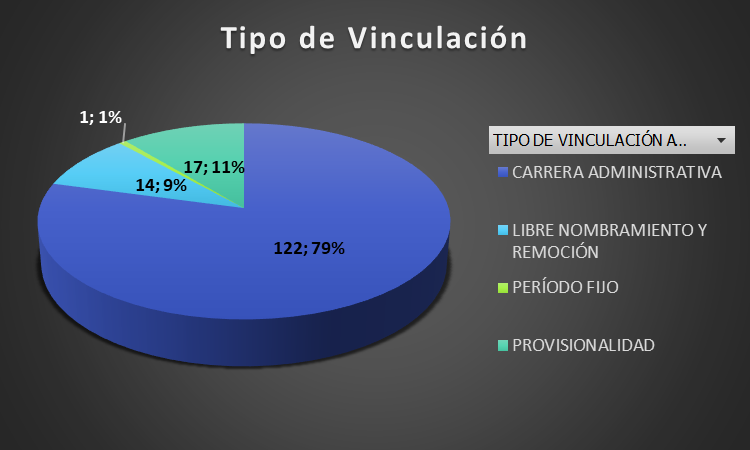 Tipo de Vinculación
1; 1%
17; 11%
14; 9%
122; 79%
TIPO DE VINCULACIÓN A..
CARRERA ADMINISTRATIVA
LIBRE NOMBRAMIENTO Y
REMOCIÓN
PERÍODO FIJO
PROVISIONALIDAD